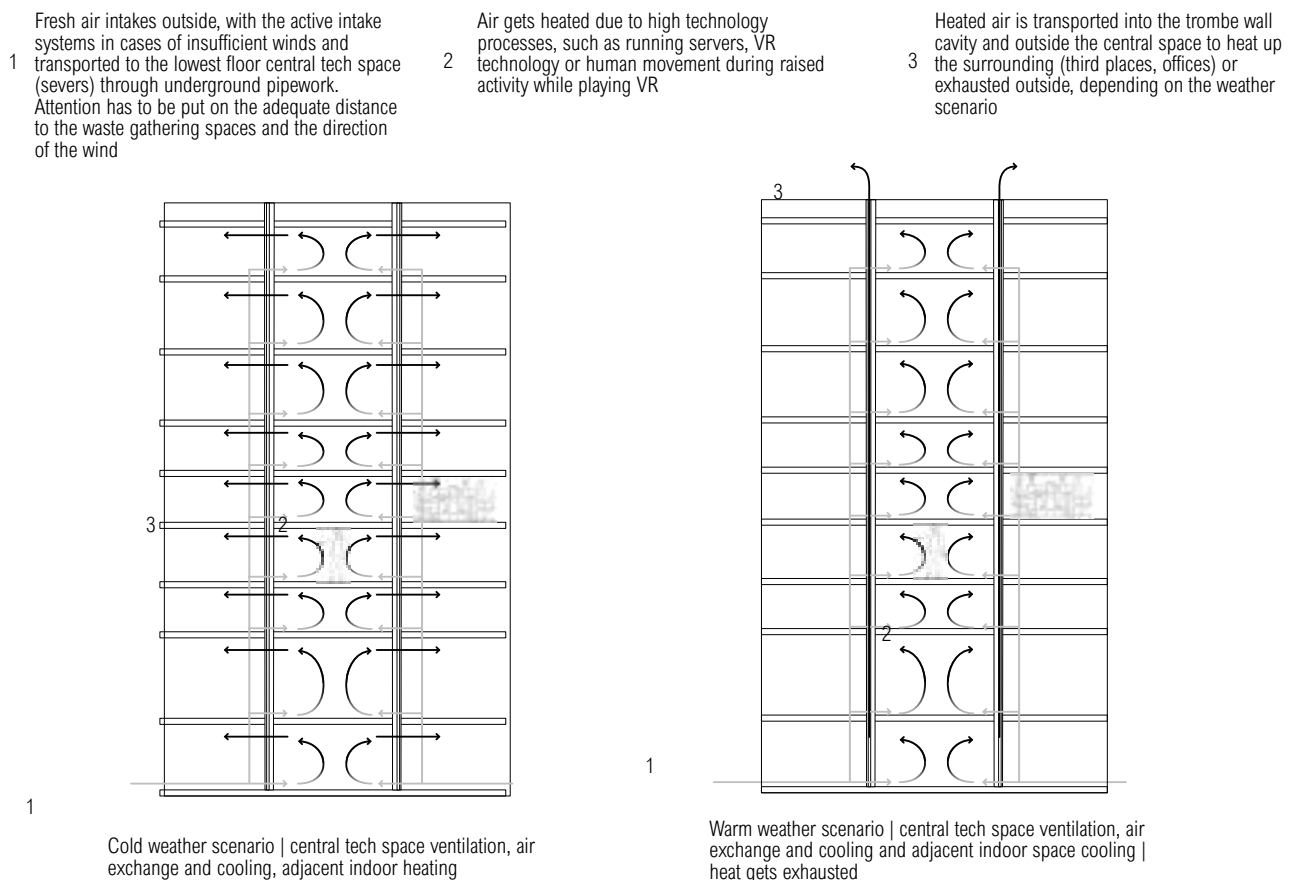 Fresh air intakes outside, with the active intake
systems in cases of insufficient winds and
1 transported to the lowest floor central tech space
(severs) through underground pipework.
Attention has to be put on the adequate distance
to the waste gathering spaces and the direction
of the wind
Air gets heated due to high technology
processes, such as running servers, VR
2 technology or human movement during raised
activity while playing VR
Heated air is transported into the trombe wall
cavity and outside the central space to heat up
3 the surrounding (third places, offices) or
exhausted outside, depending on the weather
scenario
3
2
1
Cold weather scenario | central tech space ventilation, air
exchange and cooling, adjacent indoor heating
3
2
1
Warm weather scenario | central tech space ventilation, air
exchange and cooling and adjacent indoor space cooling |
heat gets exhausted